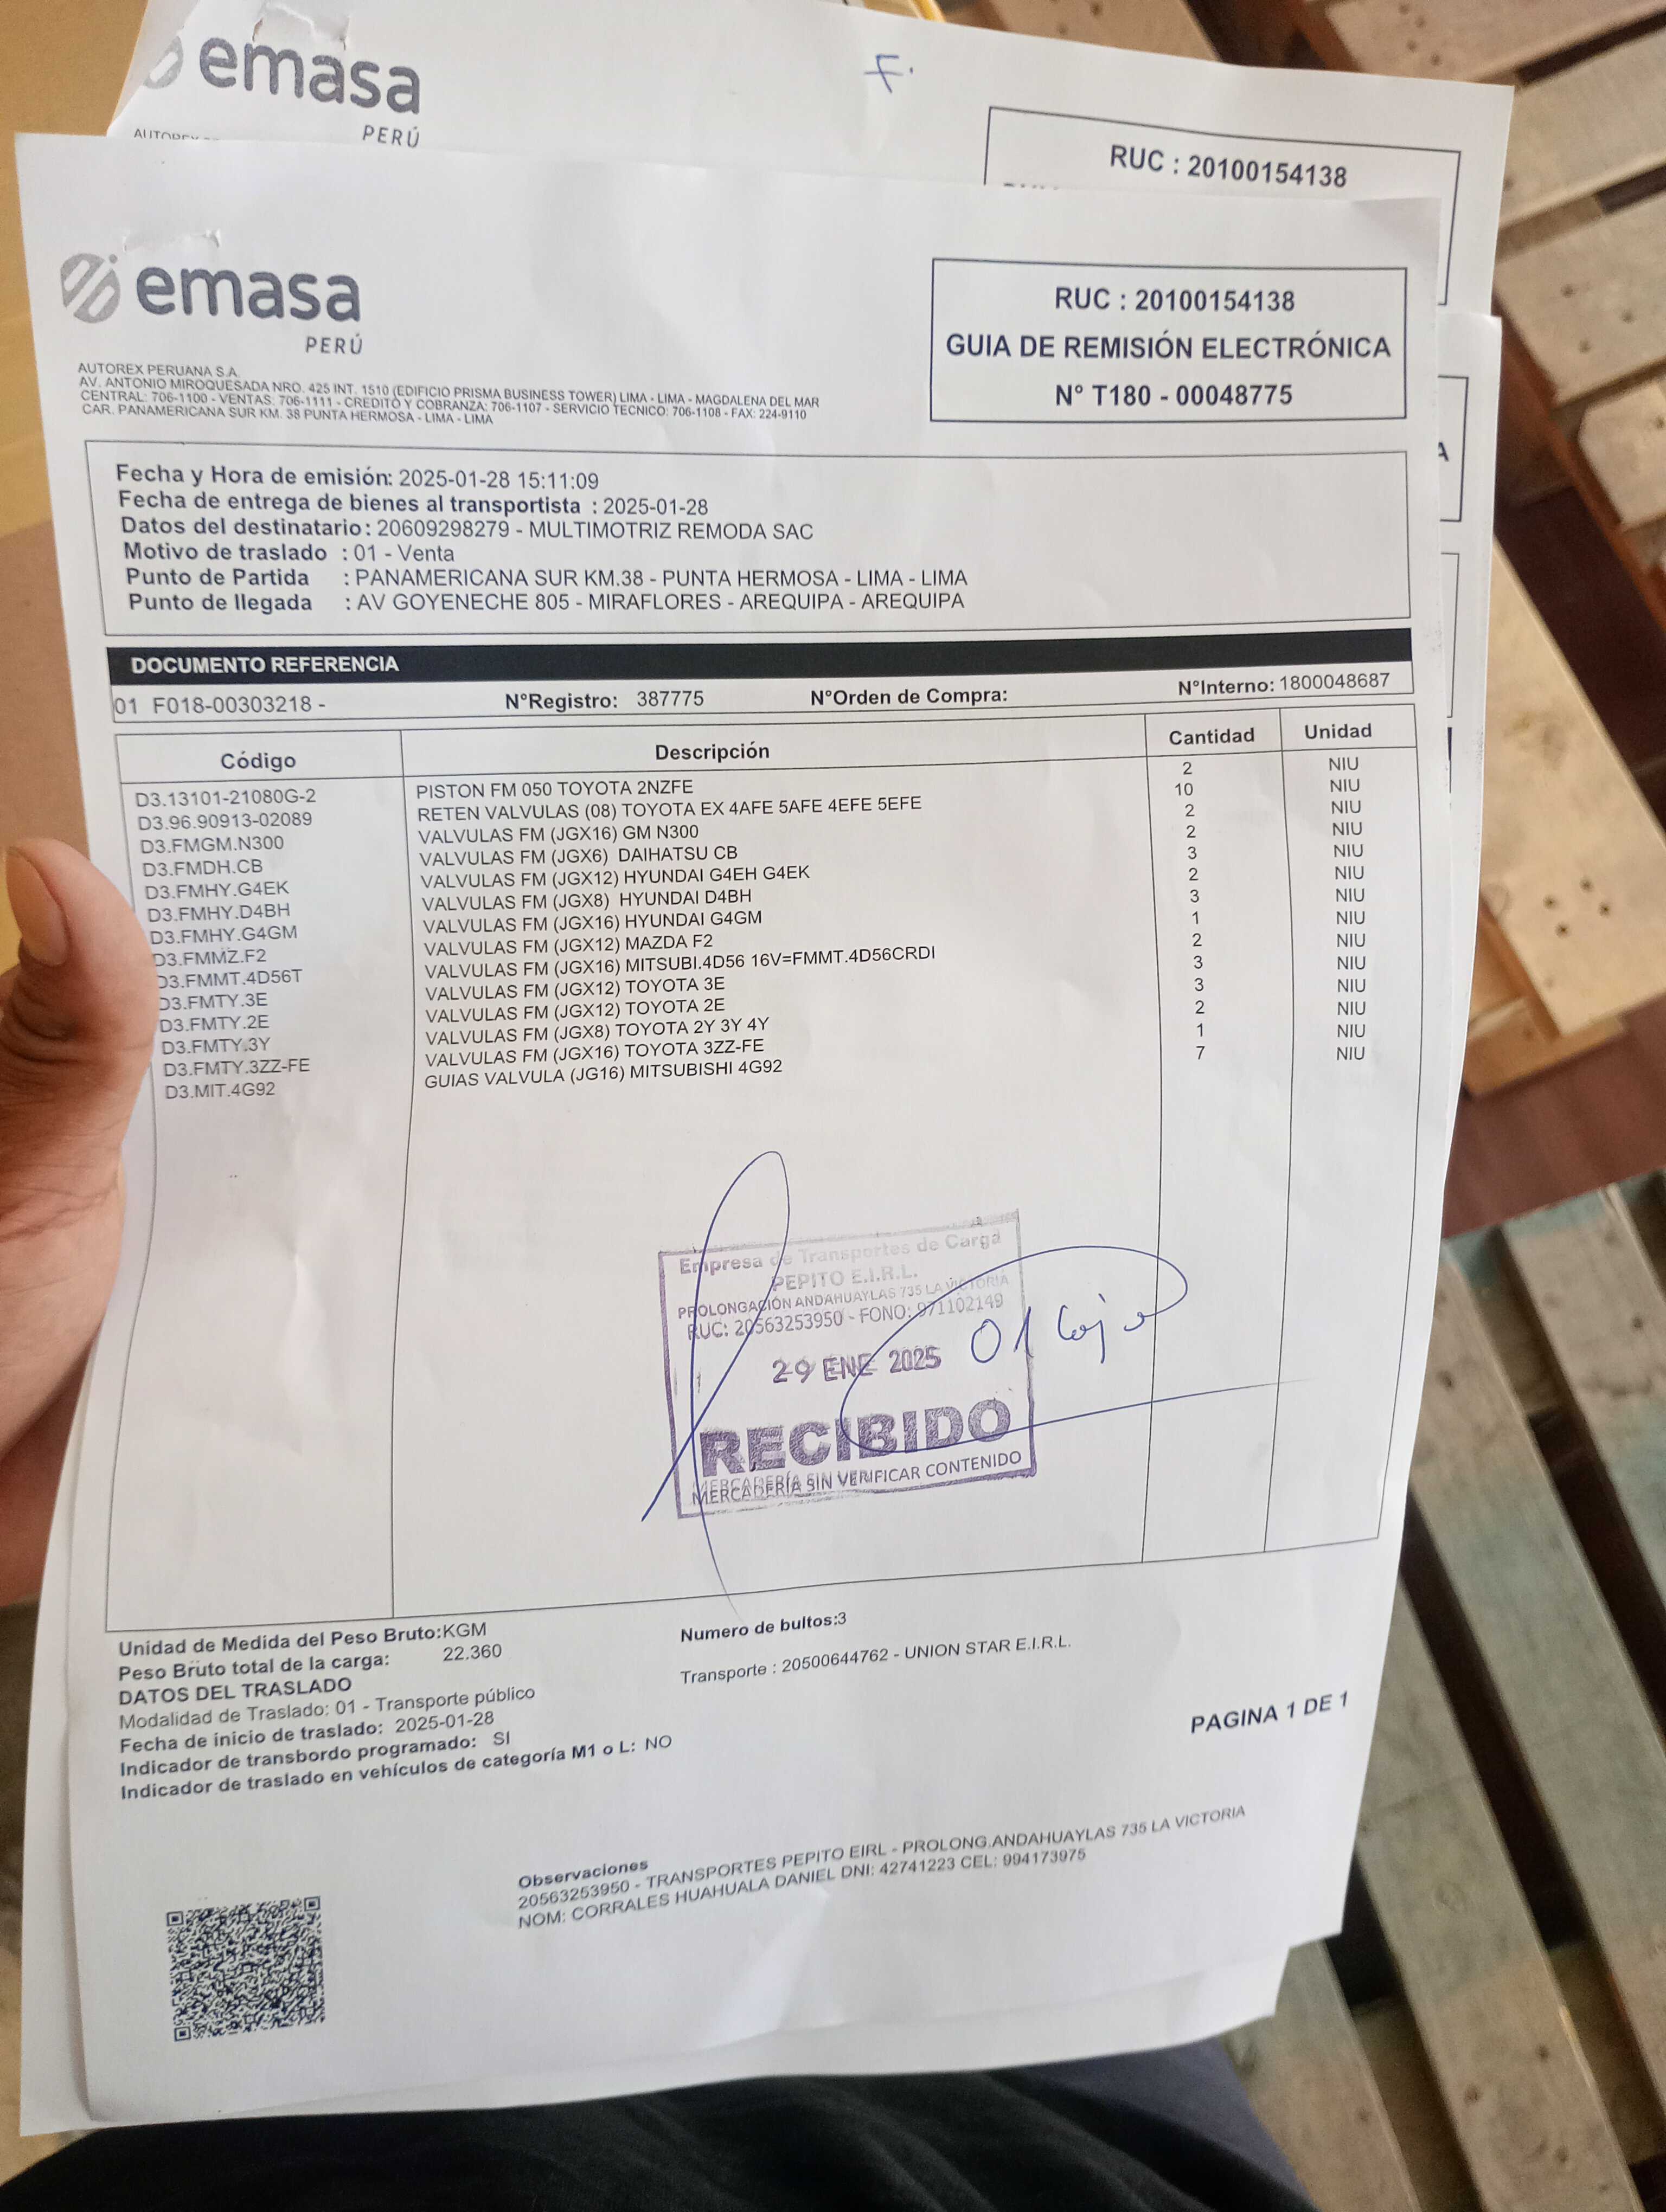 emasa
PERÚ
F.
RUC : 20100154138
emasa
PERÚ
AUTOREX PERUANA S.A.
AV. ANTONIO MIROQUESADA NRO. 425 INT. 1510 (EDIFICIO PRISMA BUSINESS TOWER) LIMA - LIMA - MAGDALENA DEL MAR
CENTRAL: 706-1100 - VENTAS: 706-1111 - CREDITO Y COBRANZA: 706-1107 - SERVICIO TECNICO: 706-1108 - FAX: 224-9110
CAR. PANAMERICANA SUR KM. 38 PUNTA HERMOSA - LIMA - LIMA
RUC : 20100154138
GUIA DE REMISIÓN ELECTRÓNICA
N° T180 - 00048775
Fecha y Hora de emisión: 2025-01-28 15:11:09
Fecha de entrega de bienes al transportista : 2025-01-28
Datos del destinatario: 20609298279 - MULTIMOTRIZ REMODA SAC
Motivo de traslado : 01 - Venta
Punto de Partida : PANAMERICANA SUR KM.38 - PUNTA HERMOSA - LIMA - LIMA
Punto de llegada : AV GOYENECHE 805 - MIRAFLORES - AREQUIPA - AREQUIPA
DOCUMENTO REFERENCIA
01 F018-00303218 - N°Registro: 387775 N°Orden de Compra: N°Interno: 1800048687
Código Descripción Cantidad Unidad
D3.13101-21080G-2 PISTON FM 050 TOYOTA 2NZFE 2 NIU
D3.96.90913-02089 RETEN VALVULAS (08) TOYOTA EX 4AFE 5AFE 4EFE 5EFE 10 NIU
D3.FMGM.N300 VALVULAS FM (JGX16) GM N300 2 NIU
D3.FMDH.CB VALVULAS FM (JGX6) DAIHATSU CB 2 NIU
D3.FMHY.G4EK VALVULAS FM (JGX12) HYUNDAI G4EH G4EK 3 NIU
D3.FMHY.D4BH VALVULAS FM (JGX8) HYUNDAI D4BH 2 NIU
D3.FMHY.G4GM VALVULAS FM (JGX16) HYUNDAI G4GM 3 NIU
D3.FMMZ.F2 VALVULAS FM (JGX12) MAZDA F2 1 NIU
D3.FMMT.4D56T VALVULAS FM (JGX16) MITSUBI.4D56 16V=FMMT.4D56CRDI 2 NIU
D3.FMTY.3E VALVULAS FM (JGX12) TOYOTA 3E 3 NIU
D3.FMTY.2E VALVULAS FM (JGX12) TOYOTA 2E 3 NIU
D3.FMTY.3Y VALVULAS FM (JGX8) TOYOTA 2Y 3Y 4Y 2 NIU
D3.FMTY.3ZZ-FE VALVULAS FM (JGX16) TOYOTA 3ZZ-FE 1 NIU
D3.MIT.4G92 GUIAS VALVULA (JG16) MITSUBISHI 4G92 7 NIU
Empresa de Transportes de Carga
PEPITO E.I.R.L.
PROLONGACIÓN ANDAHUAYLAS 735 LA VICTORIA
RUC: 20563253950 - FONO: 971102149
29 ENE 2025 01 Caja
RECIBIDO
MERCADERÍA SIN VERIFICAR CONTENIDO
Unidad de Medida del Peso Bruto:KGM Numero de bultos:3
Peso Bruto total de la carga: 22.360 Transporte : 20500644762 - UNION STAR E.I.R.L.
DATOS DEL TRASLADO
Modalidad de Traslado: 01 - Transporte público
Fecha de inicio de traslado: 2025-01-28
Indicador de transbordo programado: SI
Indicador de traslado en vehículos de categoría M1 o L: NO
PAGINA 1 DE 1
Observaciones
20563253950 - TRANSPORTES PEPITO EIRL - PROLONG.ANDAHUAYLAS 735 LA VICTORIA
NOM: CORRALES HUAHUALA DANIEL DNI: 42741223 CEL: 994173975